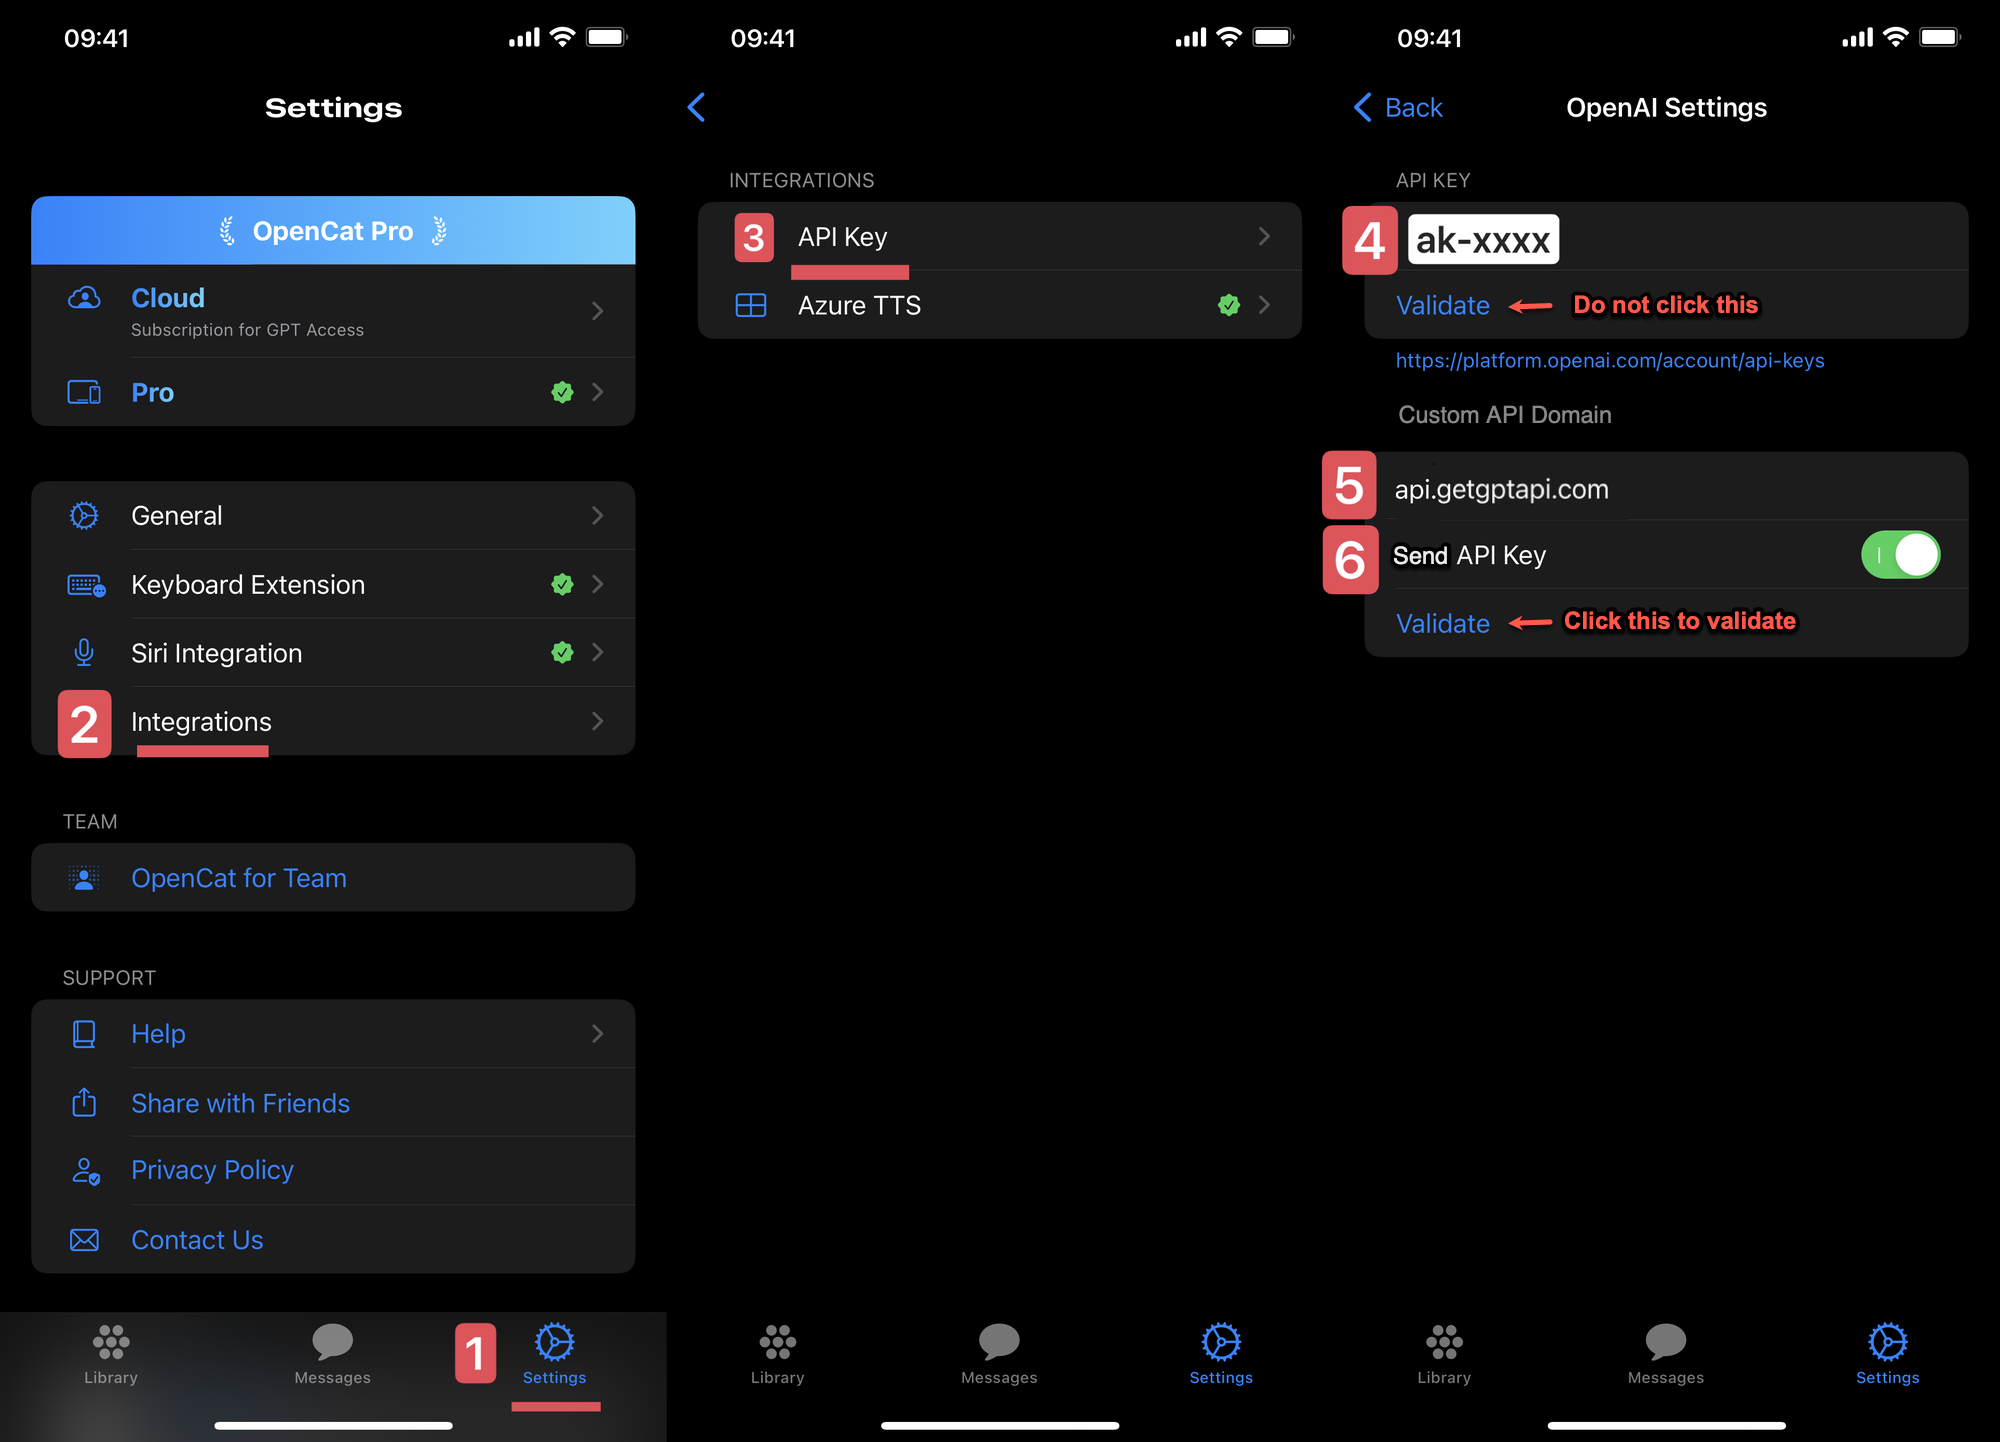 09:41
Settings
OpenCat Pro
Cloud
Subscription for GPT Access
Pro
General
Keyboard Extension
Siri Integration
2 Integrations
TEAM
OpenCat for Team
SUPPORT
Help
Share with Friends
Privacy Policy
Contact Us
Library Messages 1 Settings
09:41
INTEGRATIONS
3 API Key
Azure TTS
Library Messages Settings
09:41
Back OpenAI Settings
API KEY
4 ak-xxxx
Validate Do not click this
https://platform.openai.com/account/api-keys
Custom API Domain
5 api.getgptapi.com
6 Send API Key
Validate Click this to validate
Library Messages Settings